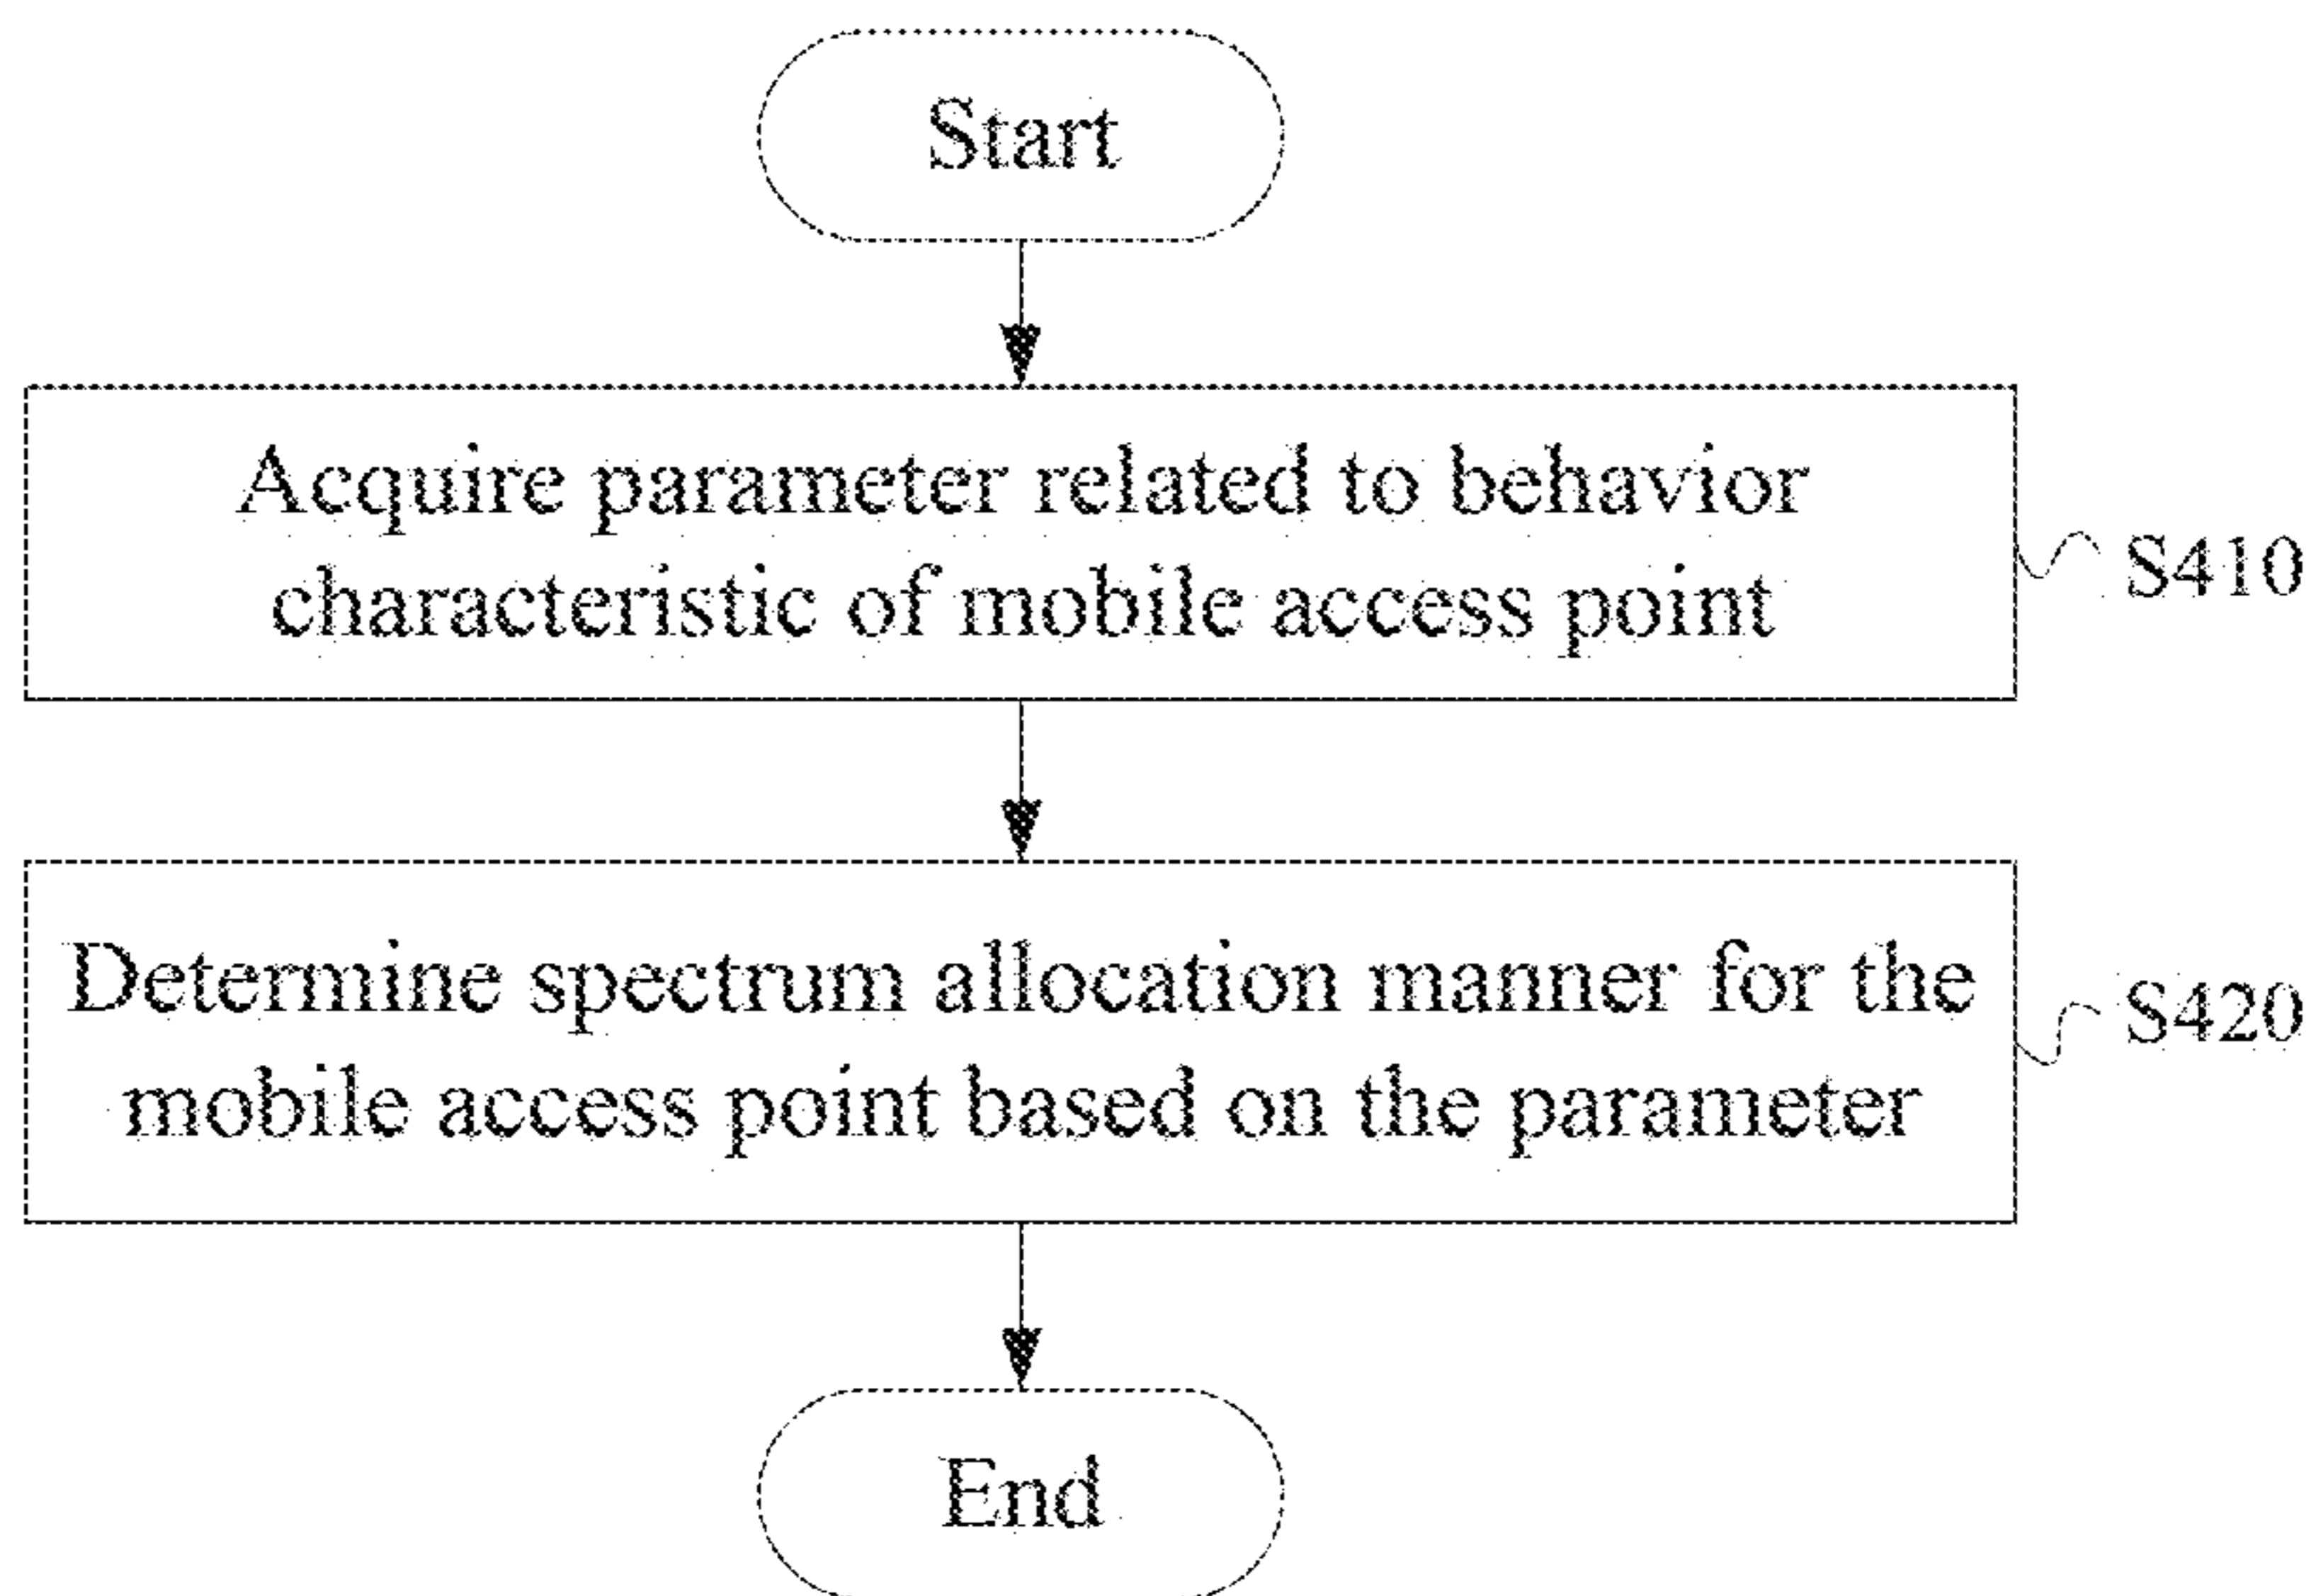 Start
Acquire parameter related to behavior
characteristic of mobile access point
S410
Determine spectrum allocation manner for the
mobile access point based on the parameter
S420
End